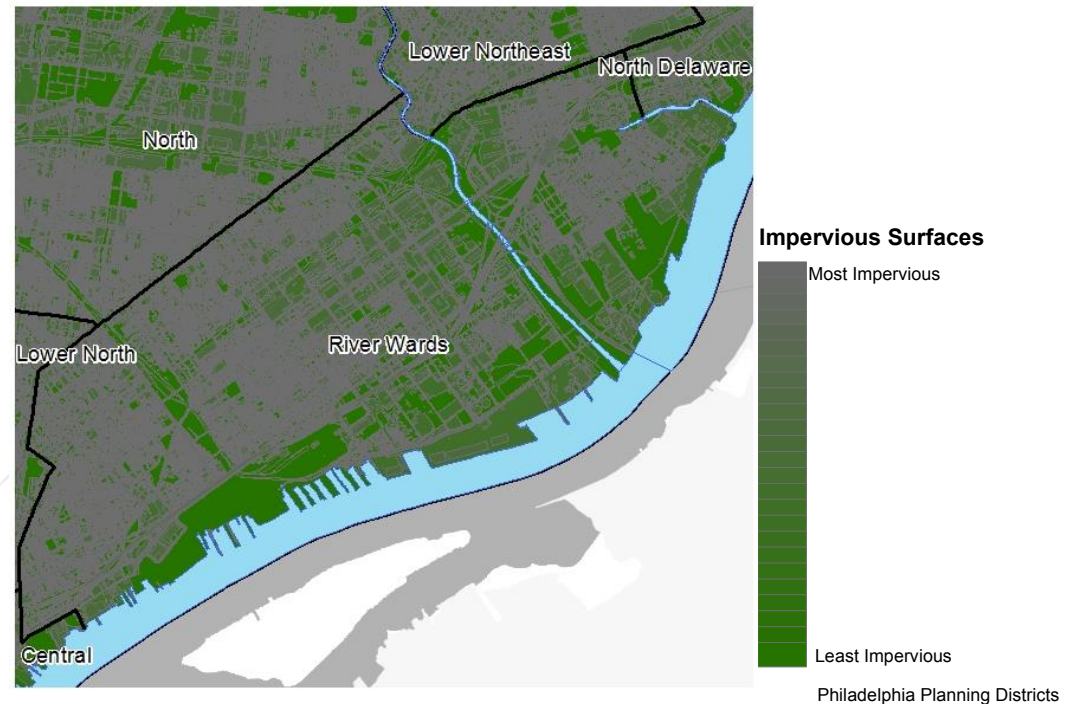 Lower Northeast
North Delaware
North
Impervious Surfaces
Most Impervious
River Wards
Lower North
Central
Least Impervious
Philadelphia Planning Districts